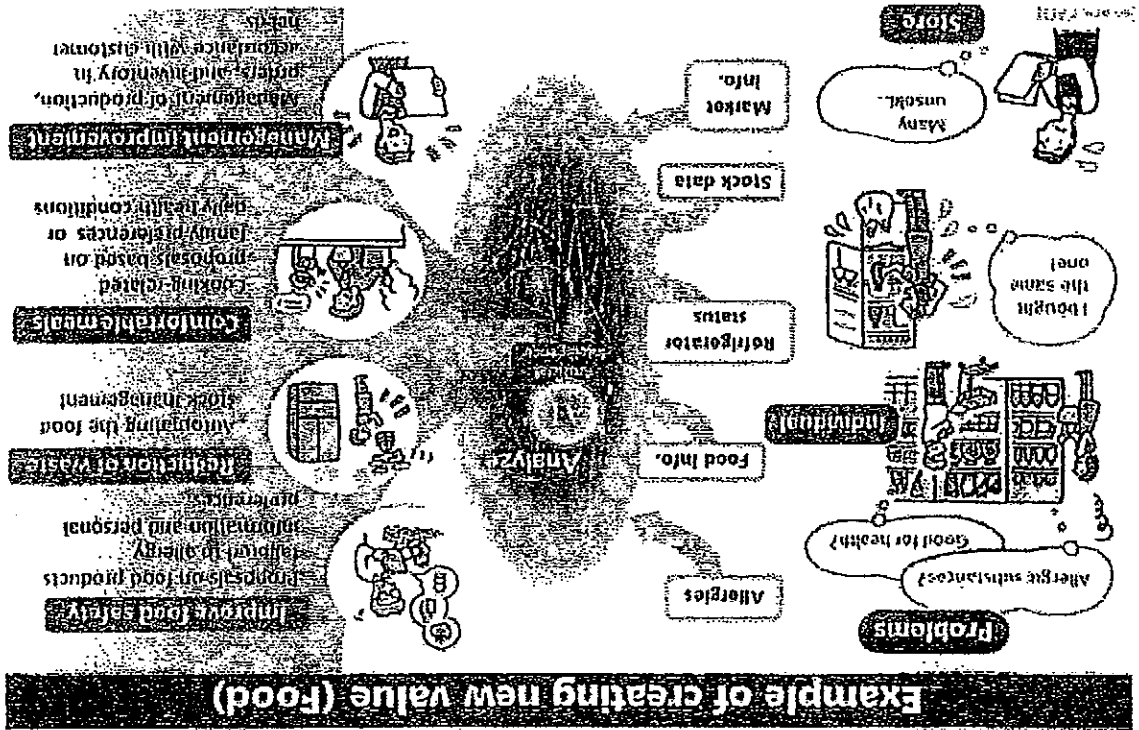 Example of creating new value (Food)
Problems
Allergic substances?
Good for health?
Individual
I bought
the same
one!
Many
unsold..
Store
Allergies
Food Info.
Refrigerator
status
Stock data
Market
Info.
Analyze
AI
Improve food safety
Proposals on food products
tailored to allergy
information and personal
preference
Reduction of waste
Automating the food
stock management
Comfortable meals
Cooking-related
proposals based on
family preferences or
daily health conditions
Management improvement
Management of production,
orders, and inventory in
accordance with customer
needs